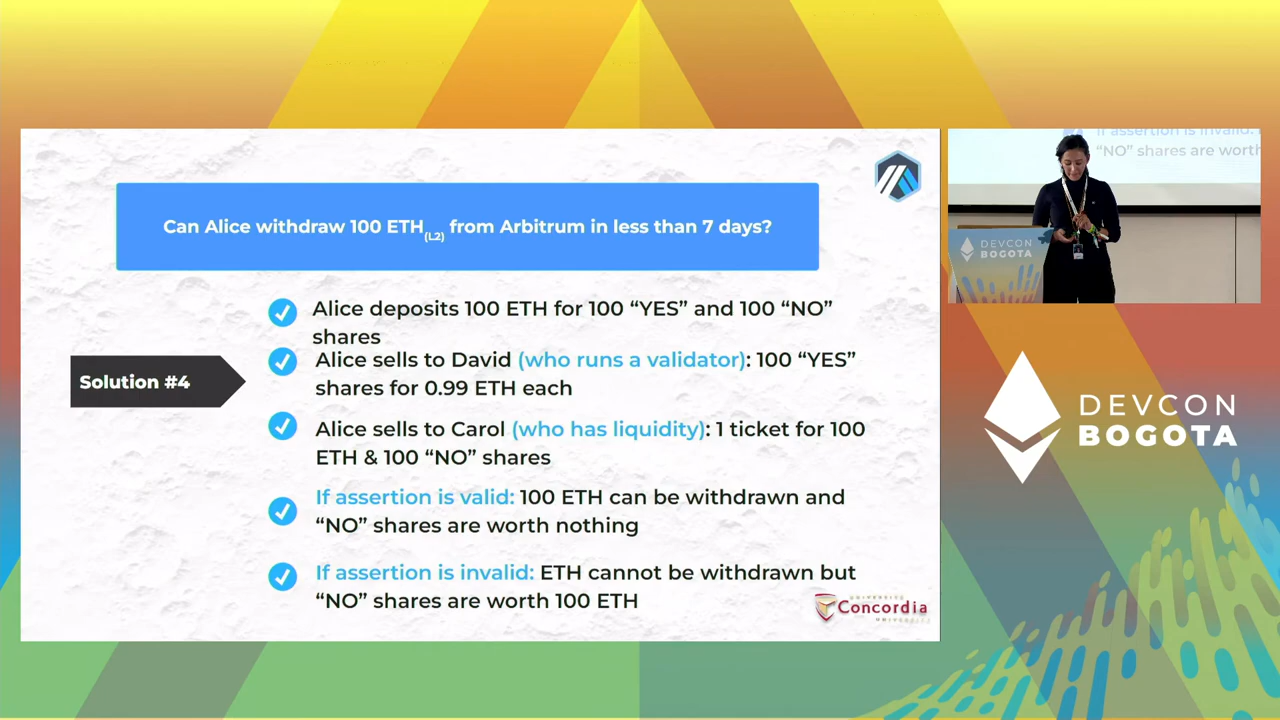 Can Alice withdraw 100 ETH(L2) from Arbitrum in less than 7 days?
Solution #4
Alice deposits 100 ETH for 100 “YES” and 100 “NO”
shares
Alice sells to David (who runs a validator): 100 “YES”
shares for 0.99 ETH each
Alice sells to Carol (who has liquidity): 1 ticket for 100
ETH & 100 “NO” shares
If assertion is valid: 100 ETH can be withdrawn and
“NO” shares are worth nothing
If assertion is invalid: ETH cannot be withdrawn but
“NO” shares are worth 100 ETH
UNIVERSITÉ
Concordia
UNIVERSITY
If assertion is invalid:
“NO” shares are worth
DEVCON
BOGOTA
DEVCON
BOGOTA